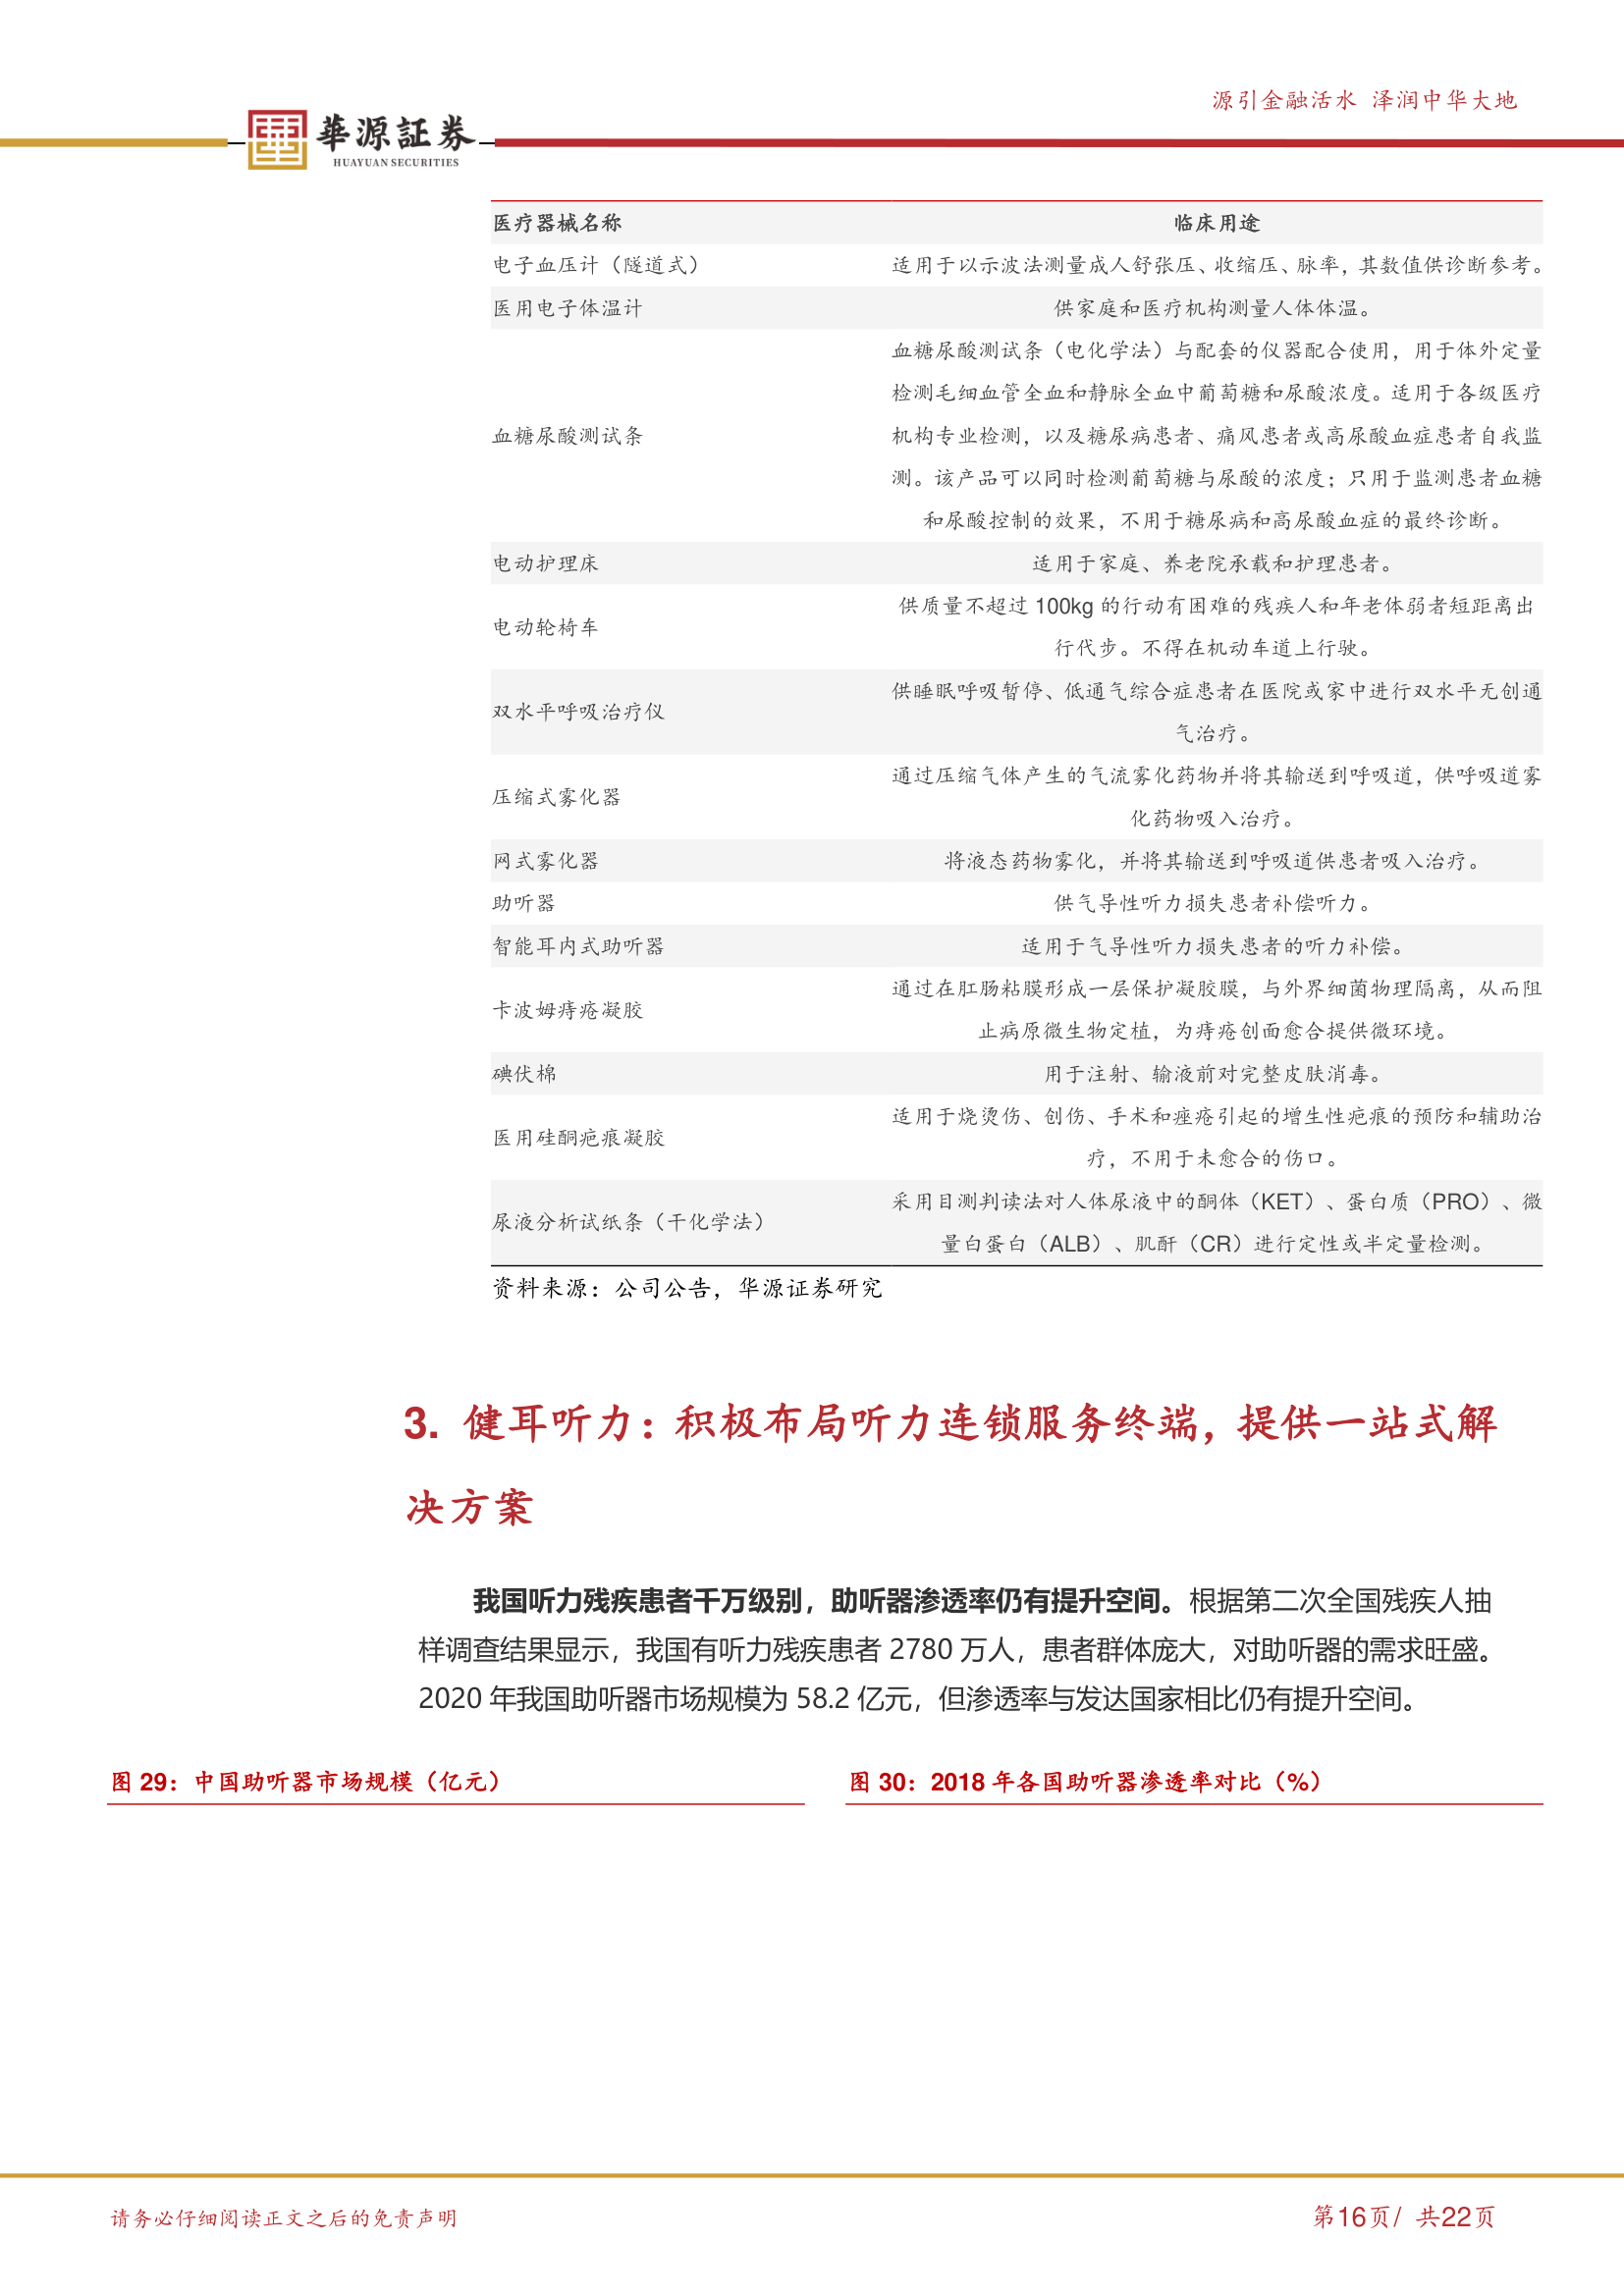 源引金融活水 泽润中华大地
華源証券
HUAYUAN SECURITIES
医疗器械名称 临床用途
电子血压计（隧道式） 适用于以示波法测量成人舒张压、收缩压、脉率，其数值供诊断参考。
医用电子体温计 供家庭和医疗机构测量人体体温。
血糖尿酸测试条（电化学法）与配套的仪器配合使用，用于体外定量
检测毛细血管全血和静脉全血中葡萄糖和尿酸浓度。适用于各级医疗
血糖尿酸测试条 机构专业检测，以及糖尿病患者、痛风患者或高尿酸血症患者自我监
测。该产品可以同时检测葡萄糖与尿酸的浓度；只用于监测患者血糖
和尿酸控制的效果，不用于糖尿病和高尿酸血症的最终诊断。
电动护理床 适用于家庭、养老院承载和护理患者。
电动轮椅车
供质量不超过 100kg 的行动有困难的残疾人和年老体弱者短距离出
行代步。不得在机动车道上行驶。
双水平呼吸治疗仪
供睡眠呼吸暂停、低通气综合症患者在医院或家中进行双水平无创通
气治疗。
压缩式雾化器
通过压缩气体产生的气流雾化药物并将其输送到呼吸道，供呼吸道雾
化药物吸入治疗。
网式雾化器 将液态药物雾化，并将其输送到呼吸道供患者吸入治疗。
助听器 供气导性听力损失患者补偿听力。
智能耳内式助听器 适用于气导性听力损失患者的听力补偿。
卡波姆痔疮凝胶
通过在肛肠粘膜形成一层保护凝胶膜，与外界细菌物理隔离，从而阻
止病原微生物定植，为痔疮创面愈合提供微环境。
碘伏棉 用于注射、输液前对完整皮肤消毒。
医用硅酮疤痕凝胶
适用于烧烫伤、创伤、手术和痤疮引起的增生性疤痕的预防和辅助治
疗，不用于未愈合的伤口。
尿液分析试纸条（干化学法）
采用目测判读法对人体尿液中的酮体（KET）、蛋白质（PRO）、微
量白蛋白（ALB）、肌酐（CR）进行定性或半定量检测。
资料来源：公司公告，华源证券研究
3. 健耳听力：积极布局听力连锁服务终端，提供一站式解
决方案
我国听力残疾患者千万级别，助听器渗透率仍有提升空间。根据第二次全国残疾人抽
样调查结果显示，我国有听力残疾患者 2780 万人，患者群体庞大，对助听器的需求旺盛。
2020 年我国助听器市场规模为 58.2 亿元，但渗透率与发达国家相比仍有提升空间。
图 29：中国助听器市场规模（亿元）
图 30：2018 年各国助听器渗透率对比（%）
请务必仔细阅读正文之后的免责声明
第16页/ 共22页